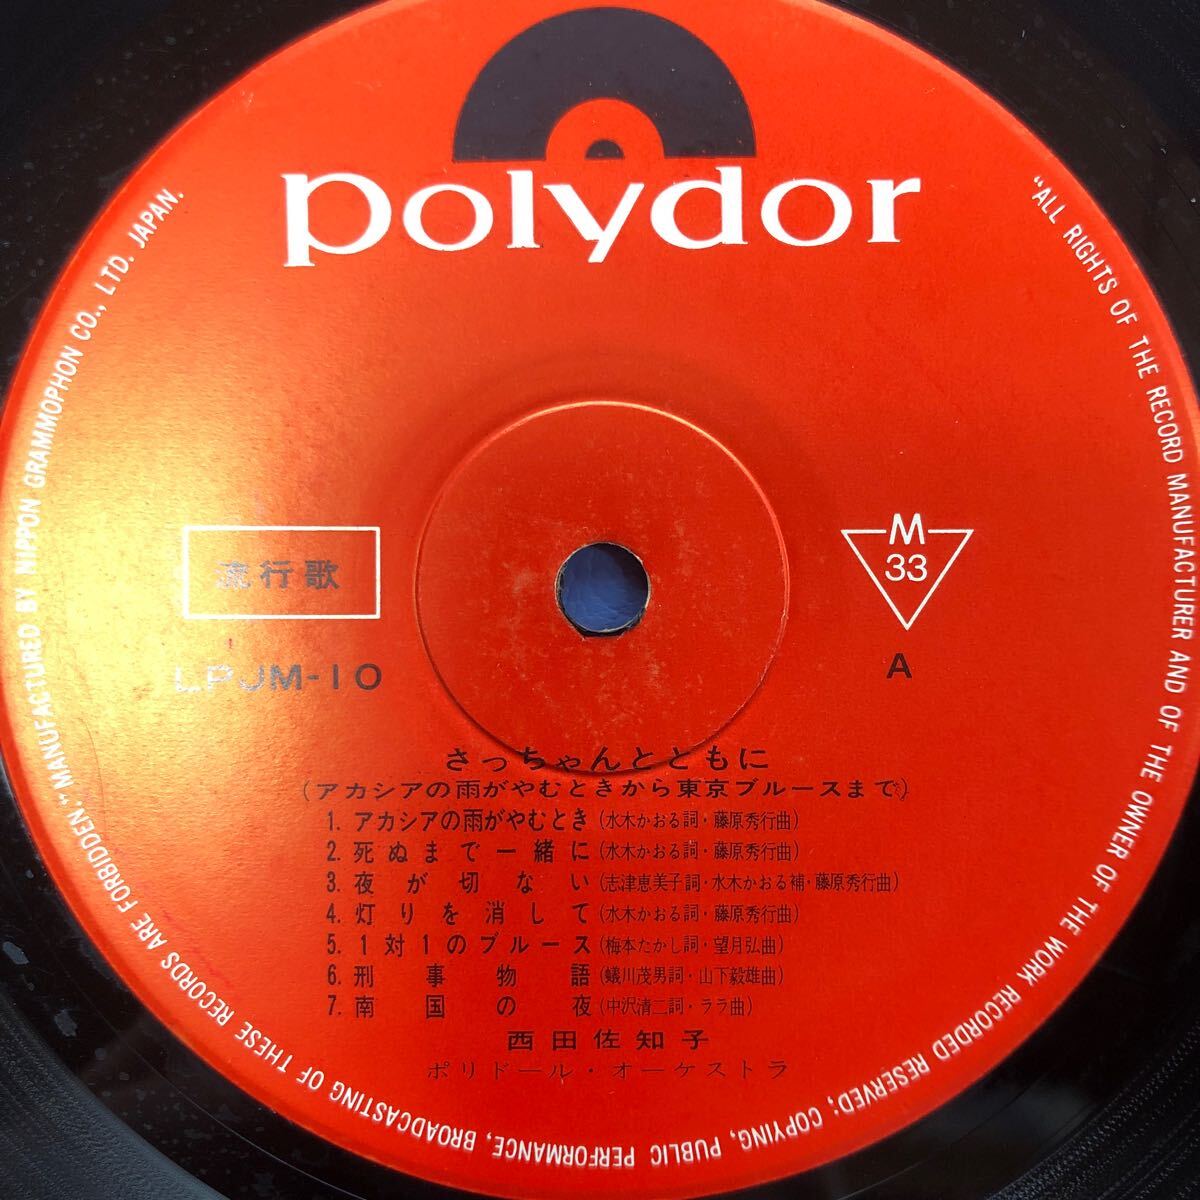 polydor
"ALL RIGHTS OF THE RECORD MANUFACTURER AND OF THE OWNER OF THE WORK RECORDED RESERVED; COPYING, PUBLIC PERFORMANCE, BROADCASTING OF THESE RECORDS ARE FORBIDDEN." MANUFACTURED BY NIPPON GRAMMOPHON CO., LTD. JAPAN.
流行歌
M
33
LPJM-10
A
さっちゃんとともに
(アカシアの雨がやむときから東京ブルースまで)
1. アカシアの雨がやむとき (水木かおる詞・藤原秀行曲)
2. 死ぬまで一緒に (水木かおる詞・藤原秀行曲)
3. 夜が切ない (志津恵美子詞・水木かおる補・藤原秀行曲)
4. 灯りを消して (水木かおる詞・藤原秀行曲)
5. 1対1のブルース (梅本たかし詞・望月弘曲)
6. 刑事物語 (蟻川茂男詞・山下毅雄曲)
7. 南国の夜 (中沢清二詞・ララ曲)
西田佐知子
ポリドール・オーケストラ